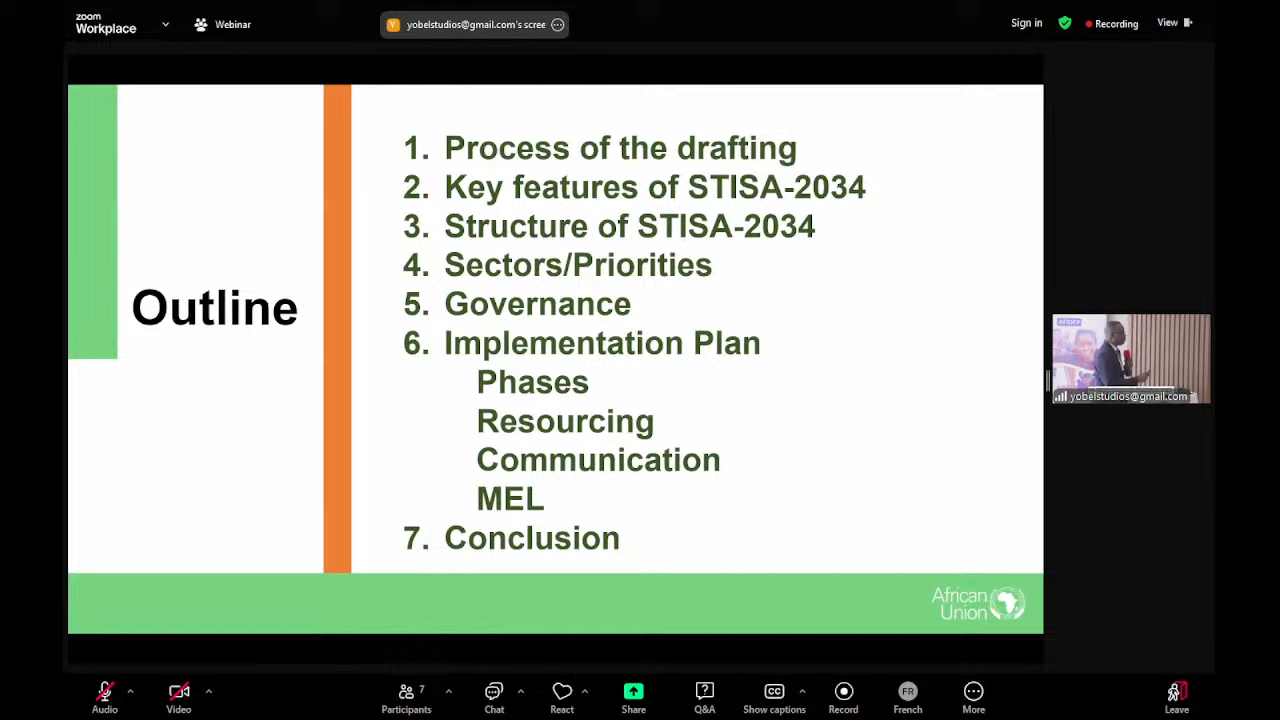 zoom
Workplace
Webinar
Y
yobelstudios@gmail.com's scree
Sign in
Recording
View
Outline
1. Process of the drafting
2. Key features of STISA-2034
3. Structure of STISA-2034
4. Sectors/Priorities
5. Governance
6. Implementation Plan
Phases
Resourcing
Communication
MEL
7. Conclusion
African
Union
yobelstudios@gmail.com
Audio
Video
7
Participants
Chat
React
Share
Q&A
CC
Show captions
Record
FR
French
More
Leave